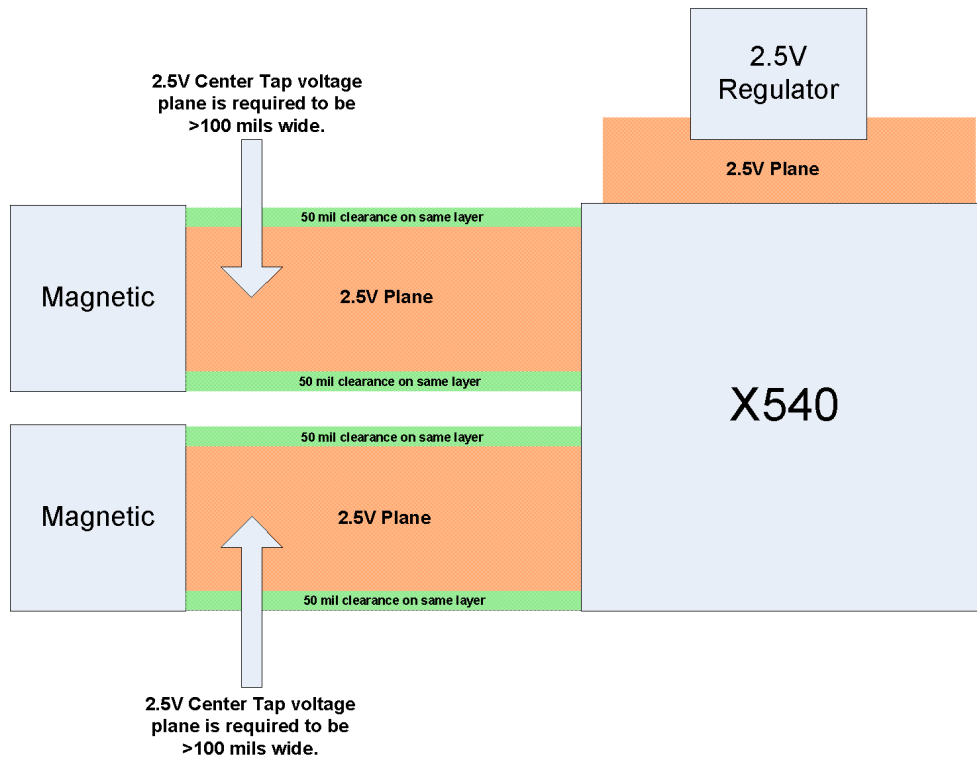 2.5V Center Tap voltage
plane is required to be
>100 mils wide.
2.5V
Regulator
2.5V Plane
50 mil clearance on same layer
Magnetic
2.5V Plane
50 mil clearance on same layer
X540
50 mil clearance on same layer
Magnetic
2.5V Plane
50 mil clearance on same layer
2.5V Center Tap voltage
plane is required to be
>100 mils wide.